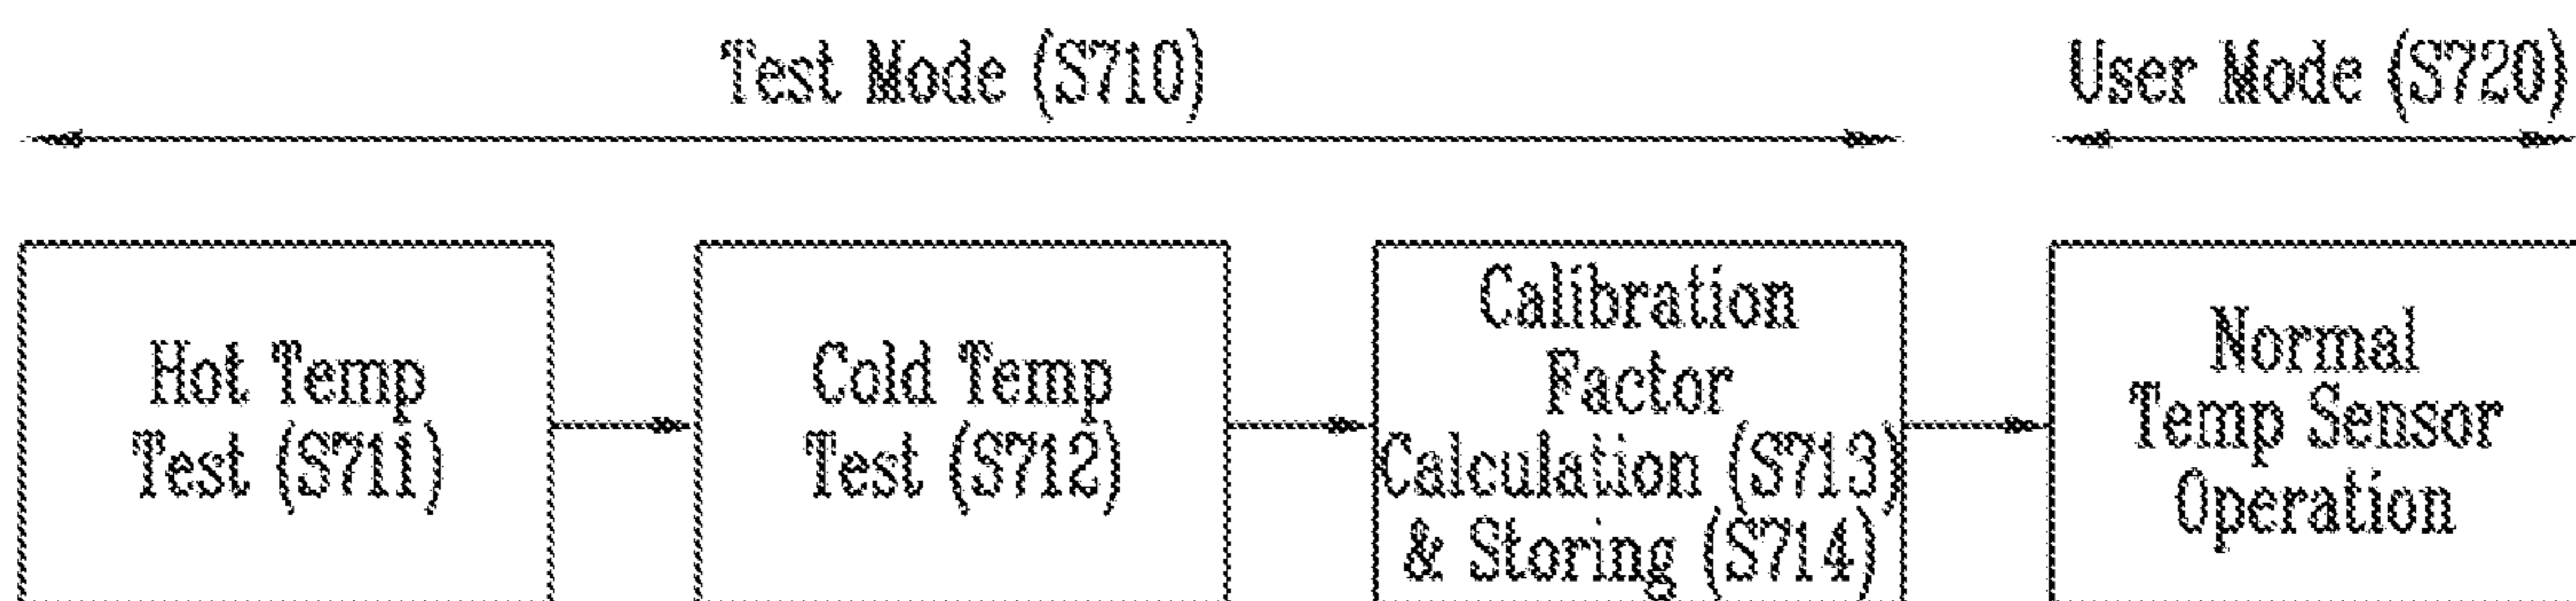 Test Mode (S710)
User Mode (S720)
Hot Temp
Test (S711)
Cold Temp
Test (S712)
Calibration
Factor
Calculation (S713)
& Storing (S714)
Normal
Temp Sensor
Operation